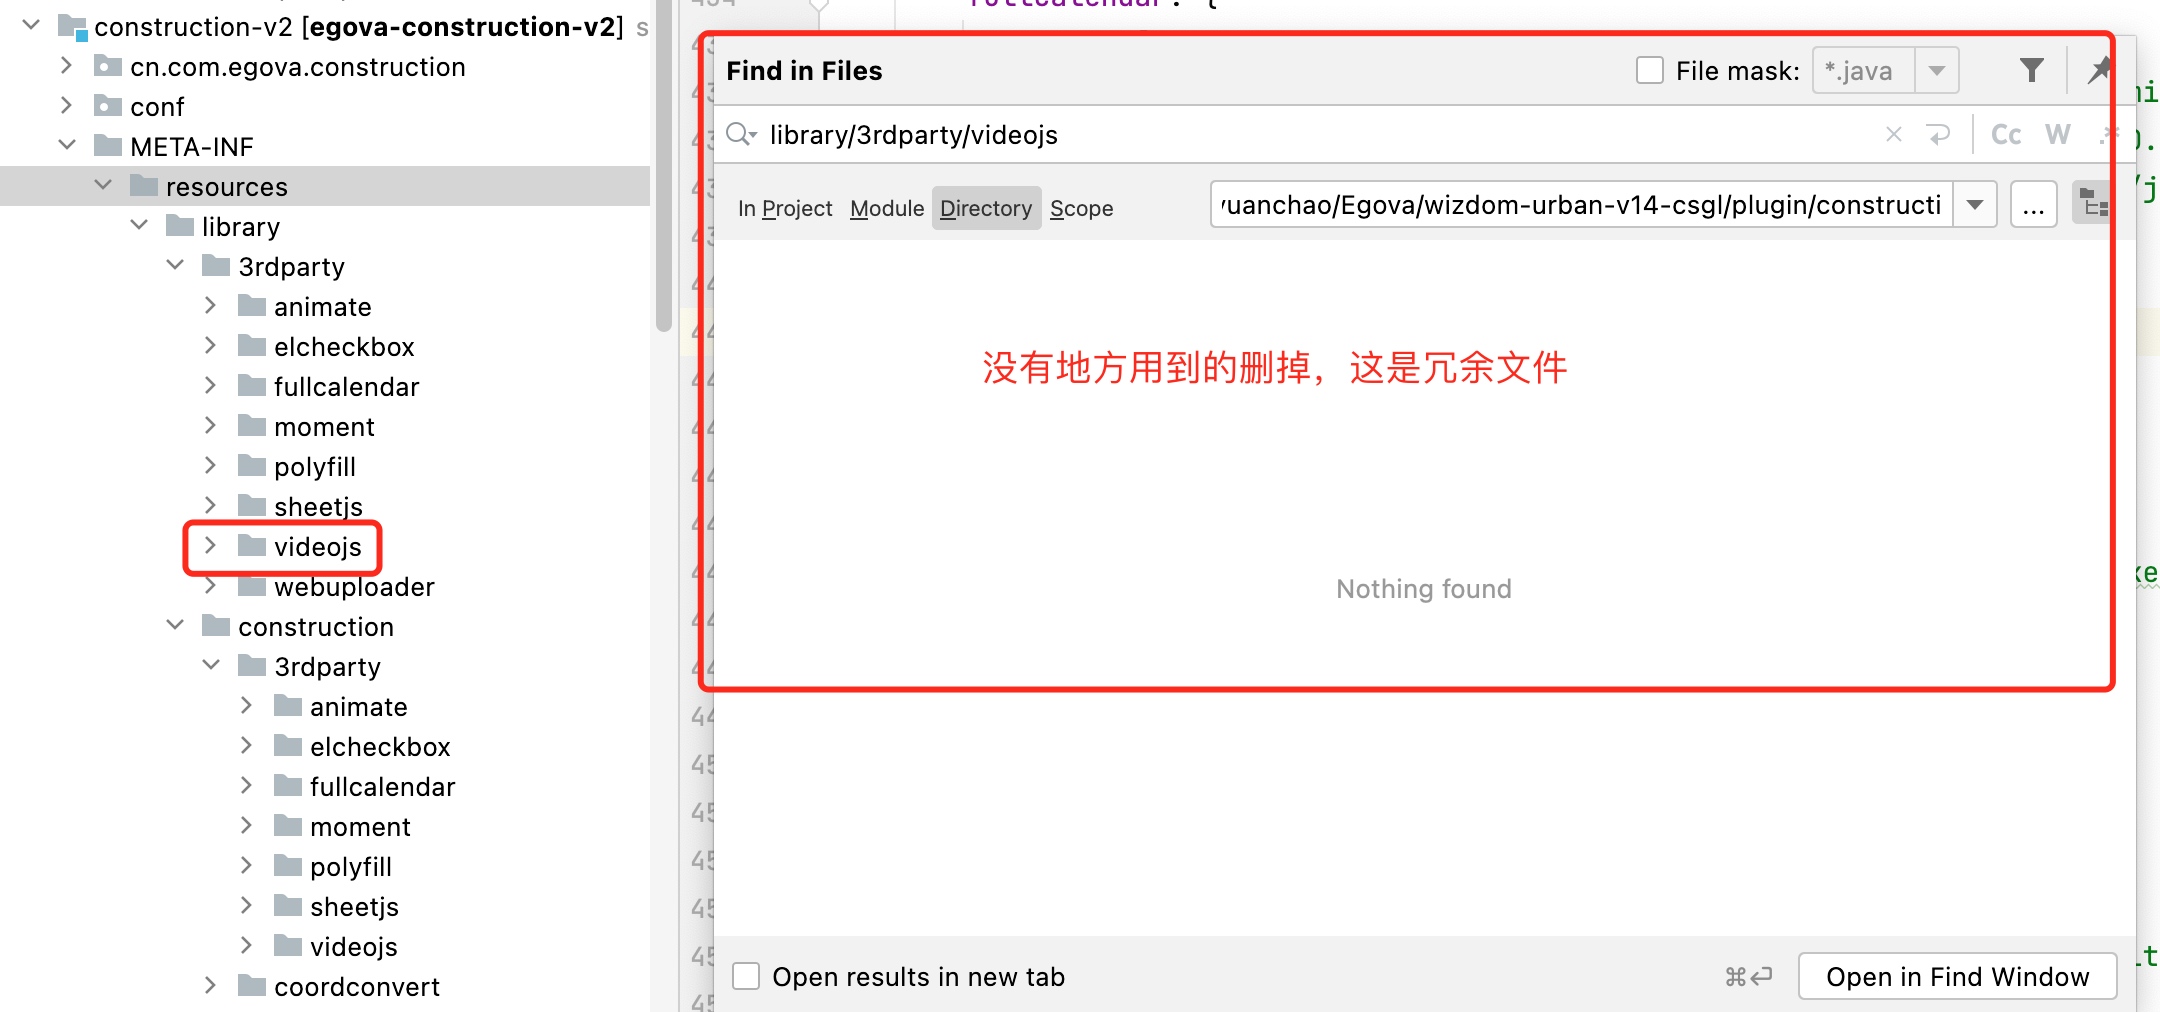 construction-v2 [egova-construction-v2]
cn.com.egova.construction
conf
META-INF
resources
library
3rdparty
animate
elcheckbox
fullcalendar
moment
polyfill
sheetjs
videojs
webuploader
construction
3rdparty
animate
elcheckbox
fullcalendar
moment
polyfill
sheetjs
videojs
coordconvert
Find in Files
File mask: *.java
library/3rdparty/videojs
Cc W .*
In Project Module Directory Scope
/uanchao/Egova/wizdom-urban-v14-csgl/plugin/constructi
...
没有地方用到的删掉，这是冗余文件
Nothing found
Open results in new tab
⌘↩ Open in Find Window